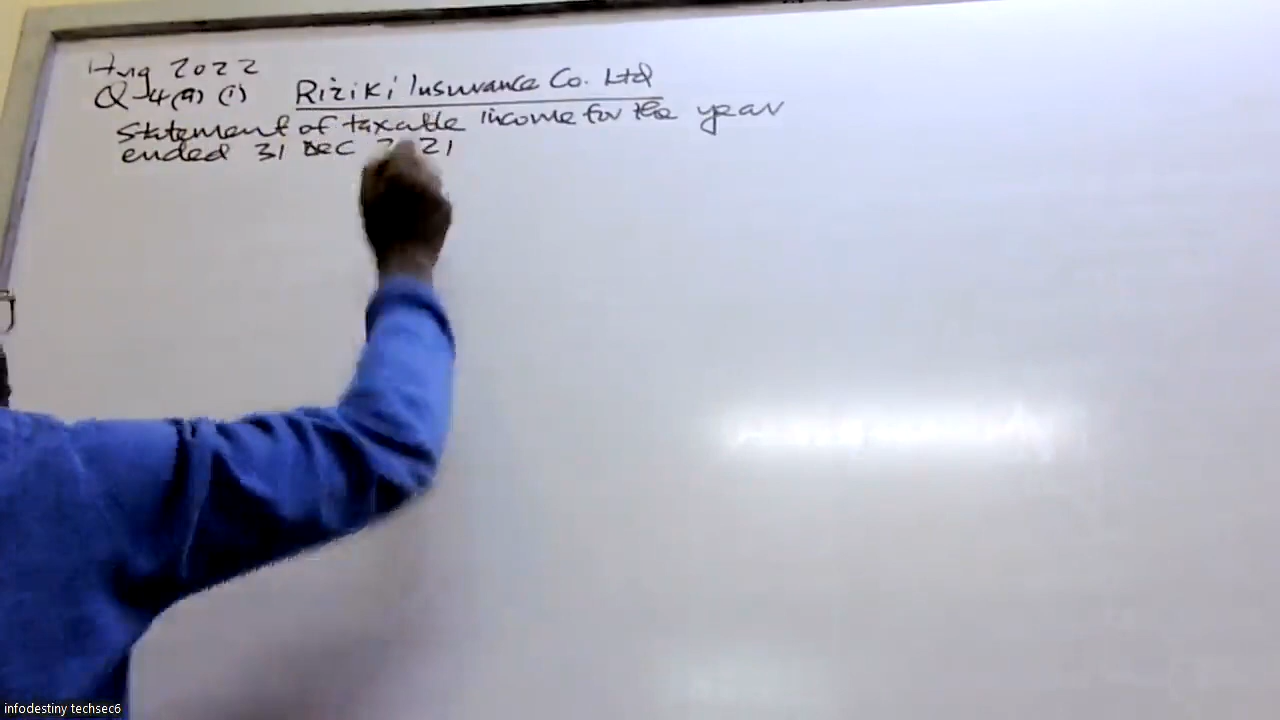 Aug 2022
Q-4(a) (i) Riziki Insurance Co. Ltd
Statement of taxable income for the year
ended 31 Dec 2021
infodestiny techsec6